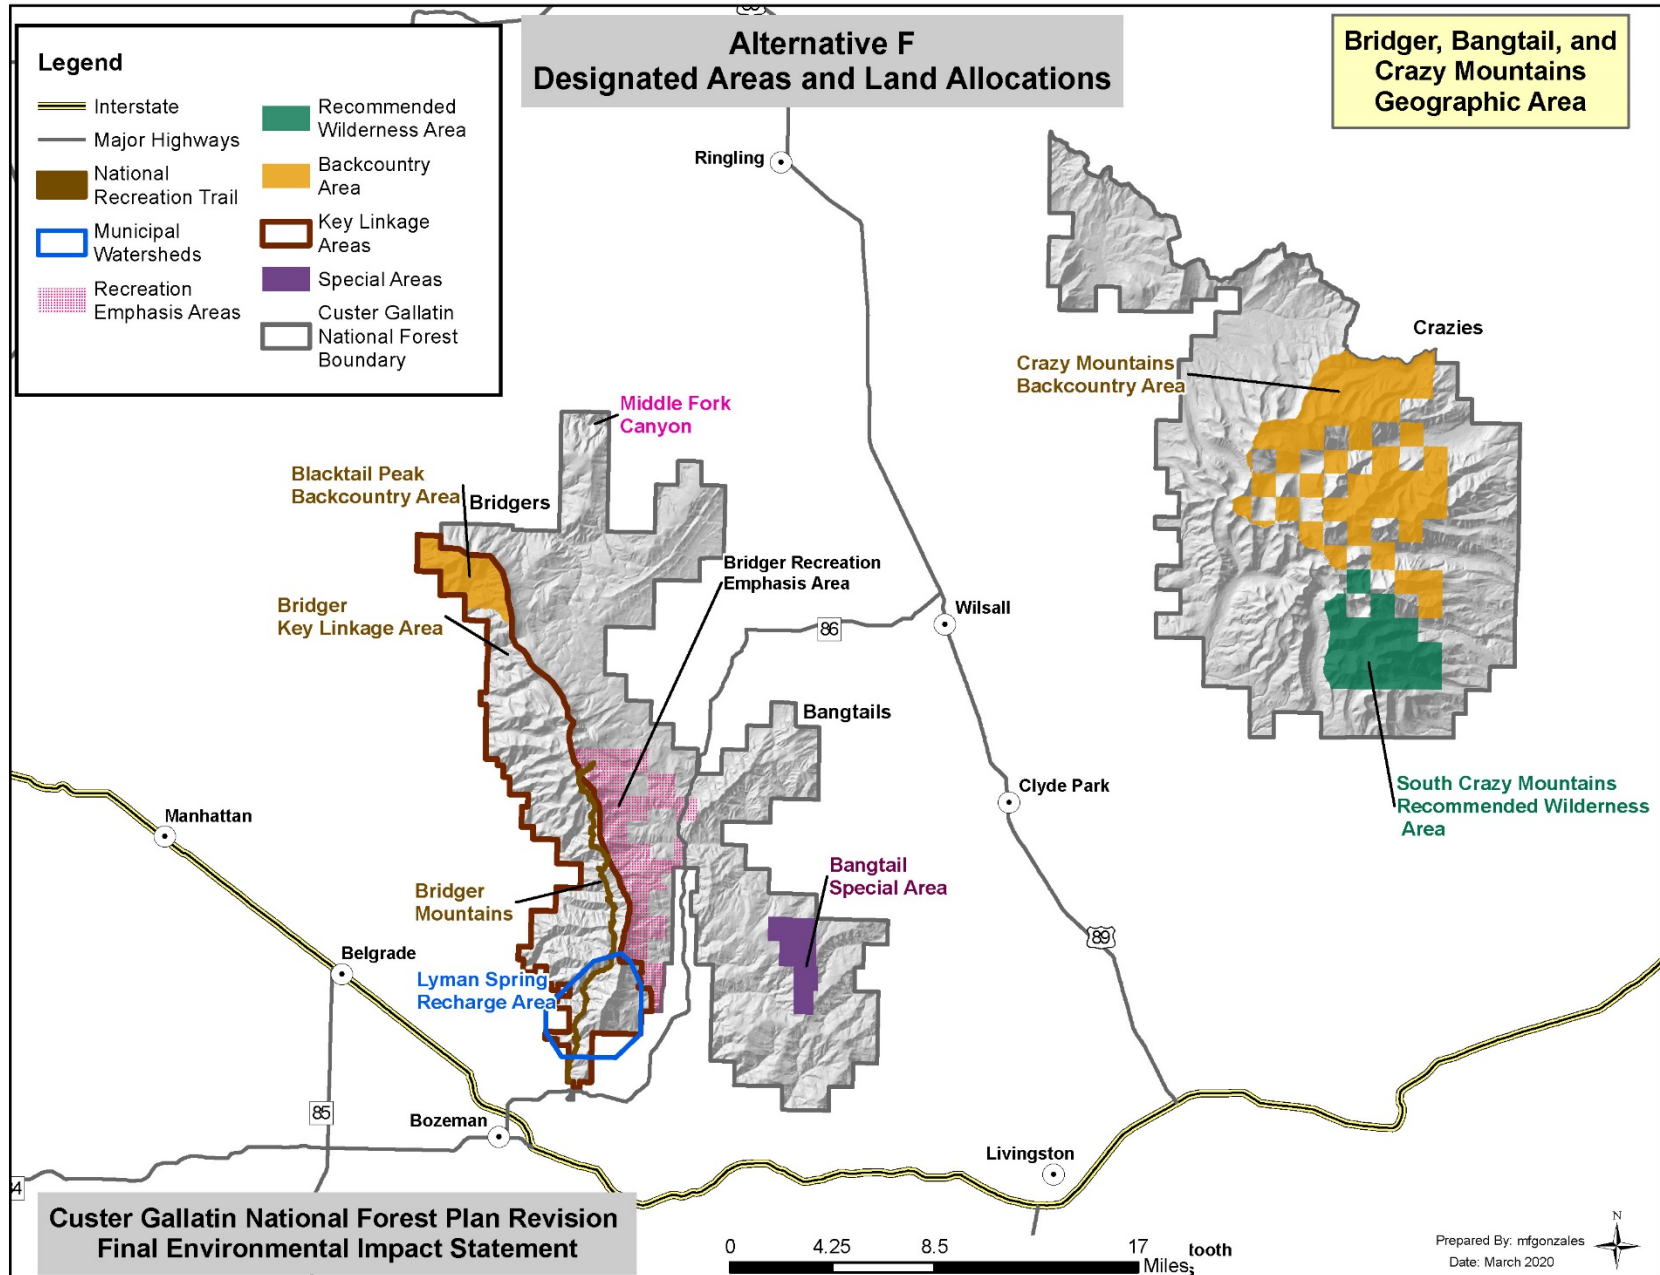 Alternative F
Designated Areas and Land Allocations
Bridger, Bangtail, and
Crazy Mountains
Geographic Area
Legend
Interstate
Major Highways
National
Recreation Trail
Municipal
Watersheds
Recreation
Emphasis Areas
Recommended
Wilderness Area
Backcountry
Area
Key Linkage
Areas
Special Areas
Custer Gallatin
National Forest
Boundary
Ringling
Crazies
Crazy Mountains
Backcountry Area
Middle Fork
Canyon
Blacktail Peak
Backcountry Area
Bridgers
Bridger Recreation
Emphasis Area
Bridger
Key Linkage Area
86
Wilsall
Bangtails
South Crazy Mountains
Recommended Wilderness
Area
Clyde Park
Manhattan
Bangtail
Special Area
Bridger
Mountains
89
Belgrade
Lyman Spring
Recharge Area
85
Bozeman
Livingston
Custer Gallatin National Forest Plan Revision
Final Environmental Impact Statement
0 4.25 8.5 17
Miles
tooth
N
Prepared By: mfgonzales
Date: March 2020